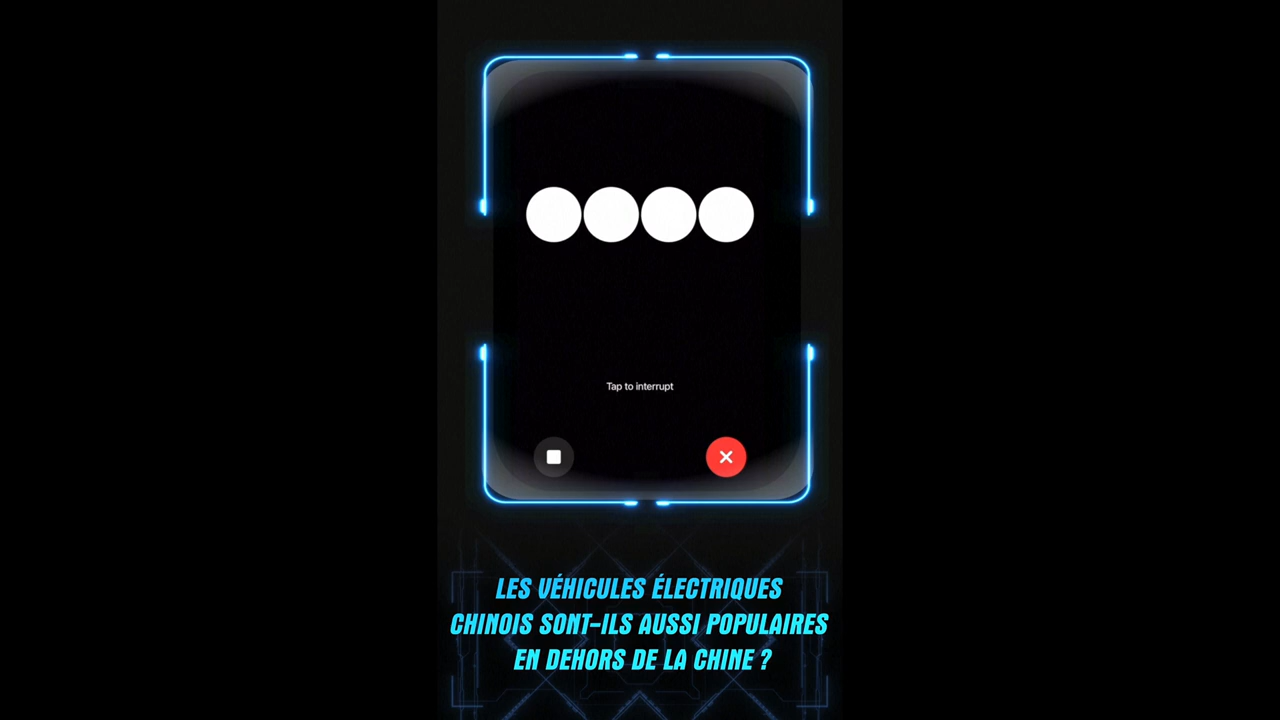 Tap to interrupt
LES VÉHICULES ÉLECTRIQUES
CHINOIS SONT-ILS AUSSI POPULAIRES
EN DEHORS DE LA CHINE ?